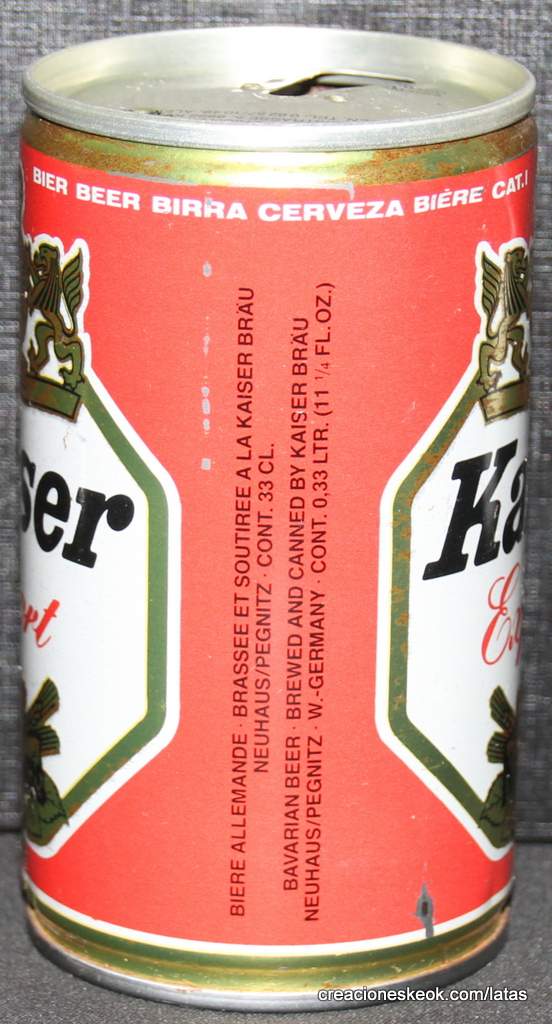 BIER BEER BIRRA CERVEZA BIÈRE CAT.I
ser
rt
BIERE ALLEMANDE · BRASSEE ET SOUTIREE A LA KAISER BRÄU
NEUHAUS/PEGNITZ · CONT. 33 CL.
BAVARIAN BEER · BREWED AND CANNED BY KAISER BRÄU
NEUHAUS/PEGNITZ · W.-GERMANY · CONT. 0,33 LTR. (11 1/4 FL. OZ.)
Ka
Exp
creacioneskeok.com/latas